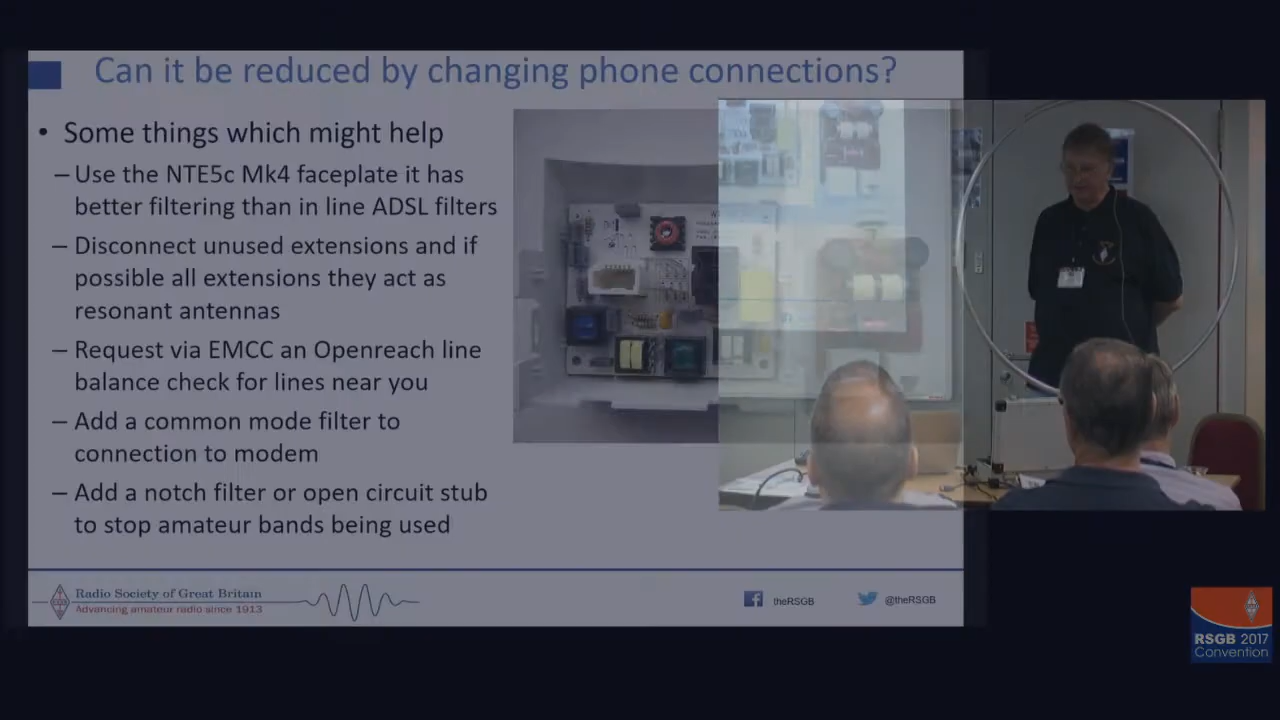 Can it be reduced by changing phone connections?
• Some things which might help
– Use the NTE5c Mk4 faceplate it has
better filtering than in line ADSL filters
– Disconnect unused extensions and if
possible all extensions they act as
resonant antennas
– Request via EMCC an Openreach line
balance check for lines near you
– Add a common mode filter to
connection to modem
– Add a notch filter or open circuit stub
to stop amateur bands being used
Radio Society of Great Britain
Advancing amateur radio since 1913
theRSGB
@theRSGB
RSGB 2017
Convention